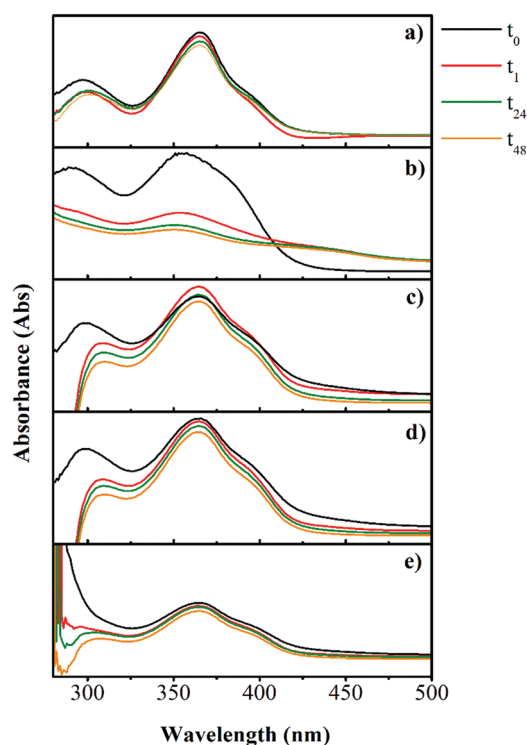 a)
b)
c)
d)
e)
t₀
t₁
t₂₄
t₄₈
Absorbance (Abs)
300 350 400 450 500
Wavelength (nm)